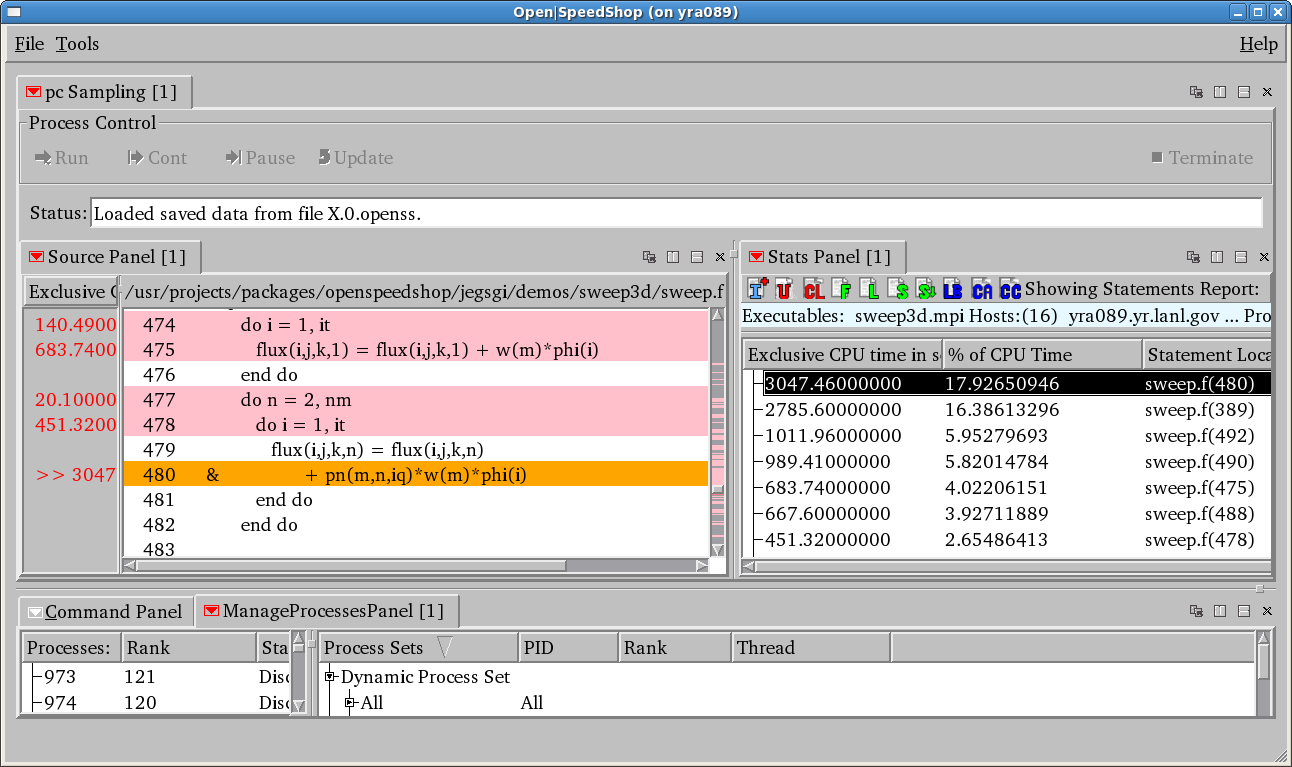 Open|SpeedShop (on yra089)
File Tools Help
pc Sampling [1]
Process Control
Run Cont Pause Update Terminate
Status: Loaded saved data from file X.0.openss.
Source Panel [1]
Exclusive /usr/projects/packages/openspeedshop/jegsgi/demos/sweep3d/sweep.f
140.4900 474 do i = 1, it
683.7400 475 flux(i,j,k,1) = flux(i,j,k,1) + w(m)*phi(i)
476 end do
20.10000 477 do n = 2, nm
451.3200 478 do i = 1, it
479 flux(i,j,k,n) = flux(i,j,k,n)
>> 3047 480 & + pn(m,n,iq)*w(m)*phi(i)
481 end do
482 end do
483
Stats Panel [1]
I U CL F L S S LB CA CC Showing Statements Report:
Executables: sweep3d.mpi Hosts:(16) yra089.yr.lanl.gov ... Pro
Exclusive CPU time in s % of CPU Time Statement Loca
3047.46000000 17.92650946 sweep.f(480)
2785.60000000 16.38613296 sweep.f(389)
1011.96000000 5.95279693 sweep.f(492)
989.41000000 5.82014784 sweep.f(490)
683.74000000 4.02206151 sweep.f(475)
667.60000000 3.92711889 sweep.f(488)
451.32000000 2.65486413 sweep.f(478)
Command Panel ManageProcessesPanel [1]
Processes: Rank Sta
973 121 Disc
974 120 Disc
Process Sets PID Rank Thread
Dynamic Process Set
All All